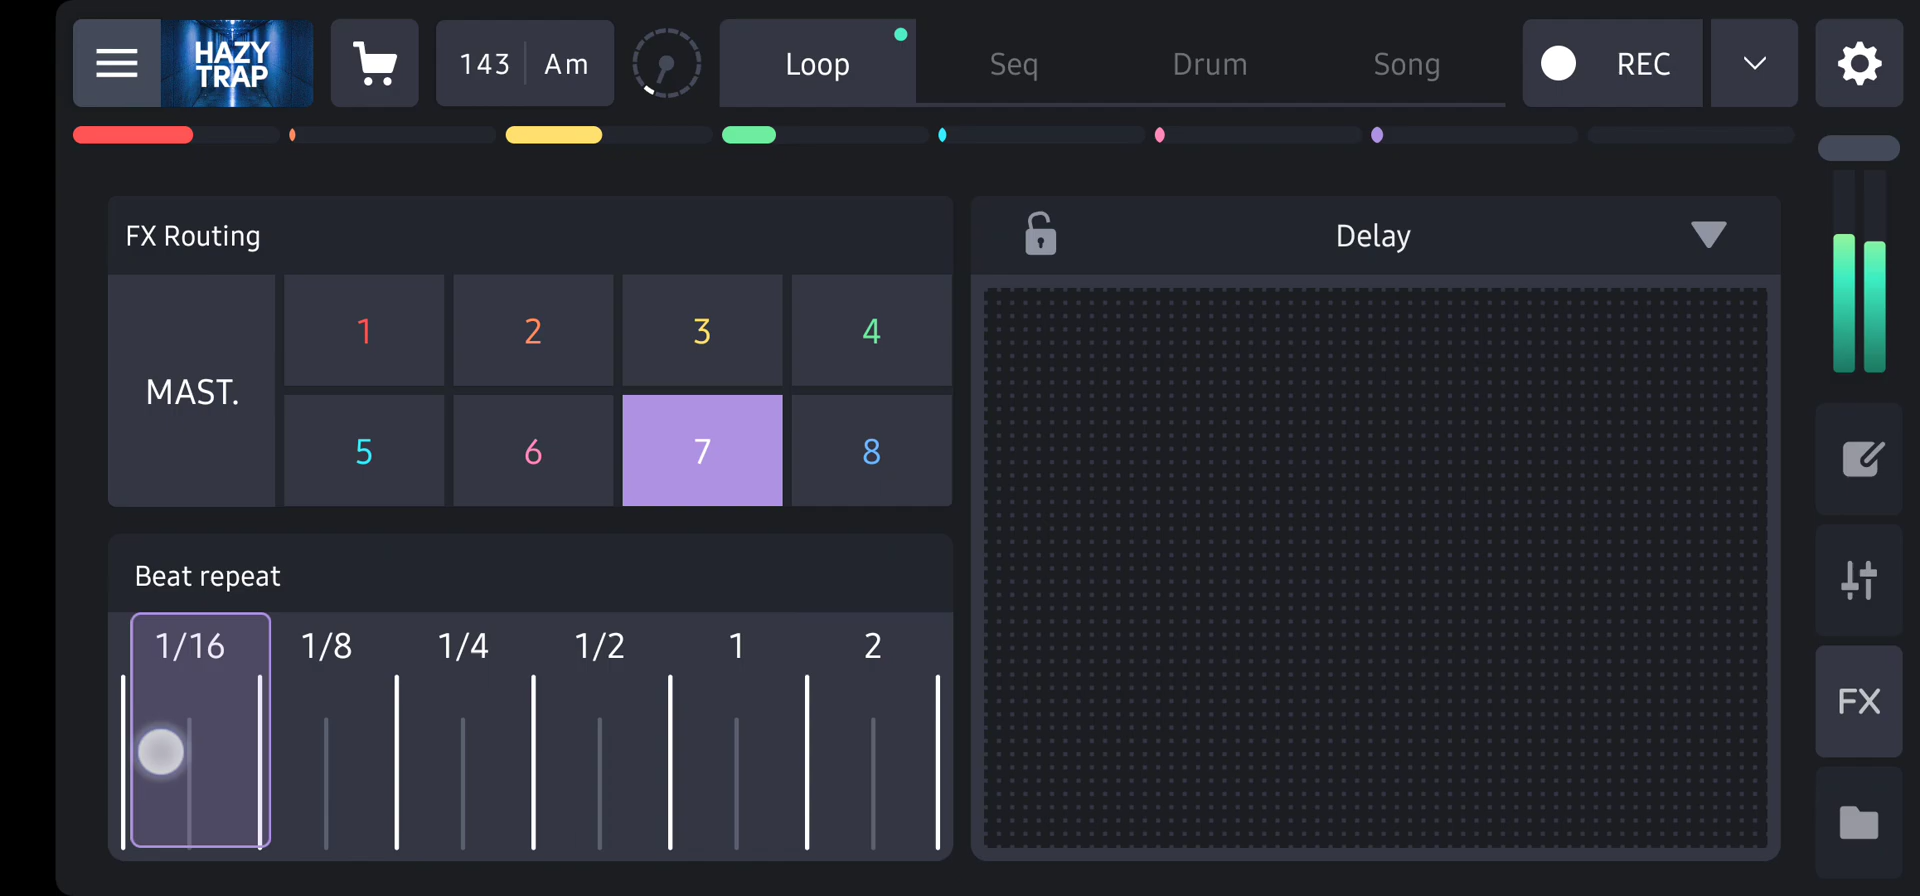 HAZY
TRAP
143 Am
Loop
Seq
Drum
Song
REC
FX Routing
MAST.
1
2
3
4
5
6
7
8
Delay
Beat repeat
1/16
1/8
1/4
1/2
1
2
FX